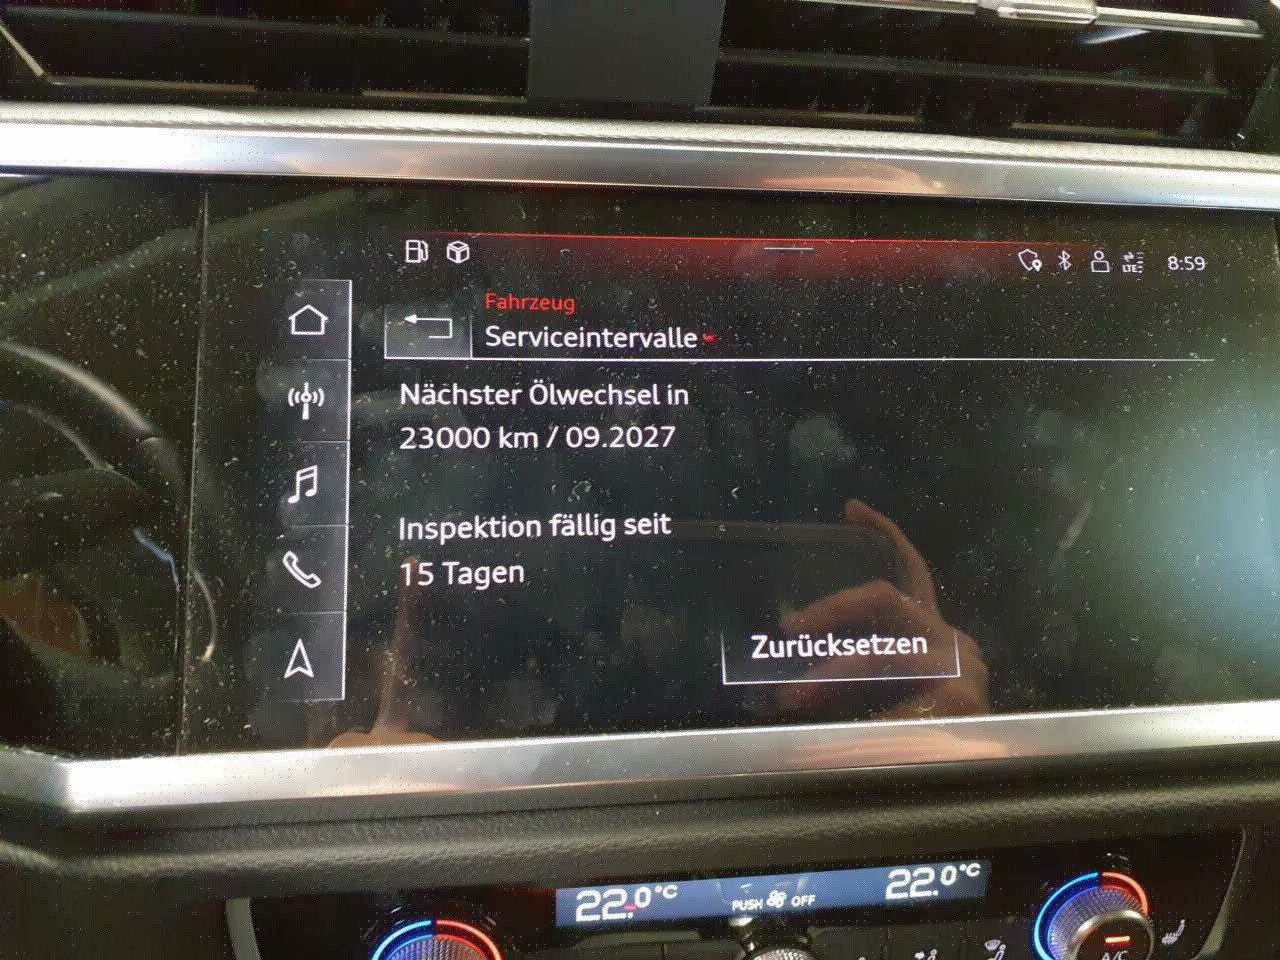 LTE 8:59
Fahrzeug
Serviceintervalle
Nächster Ölwechsel in
23000 km / 09.2027
Inspektion fällig seit
15 Tagen
Zurücksetzen
22.0°C PUSH OFF 22.0°C
A/C